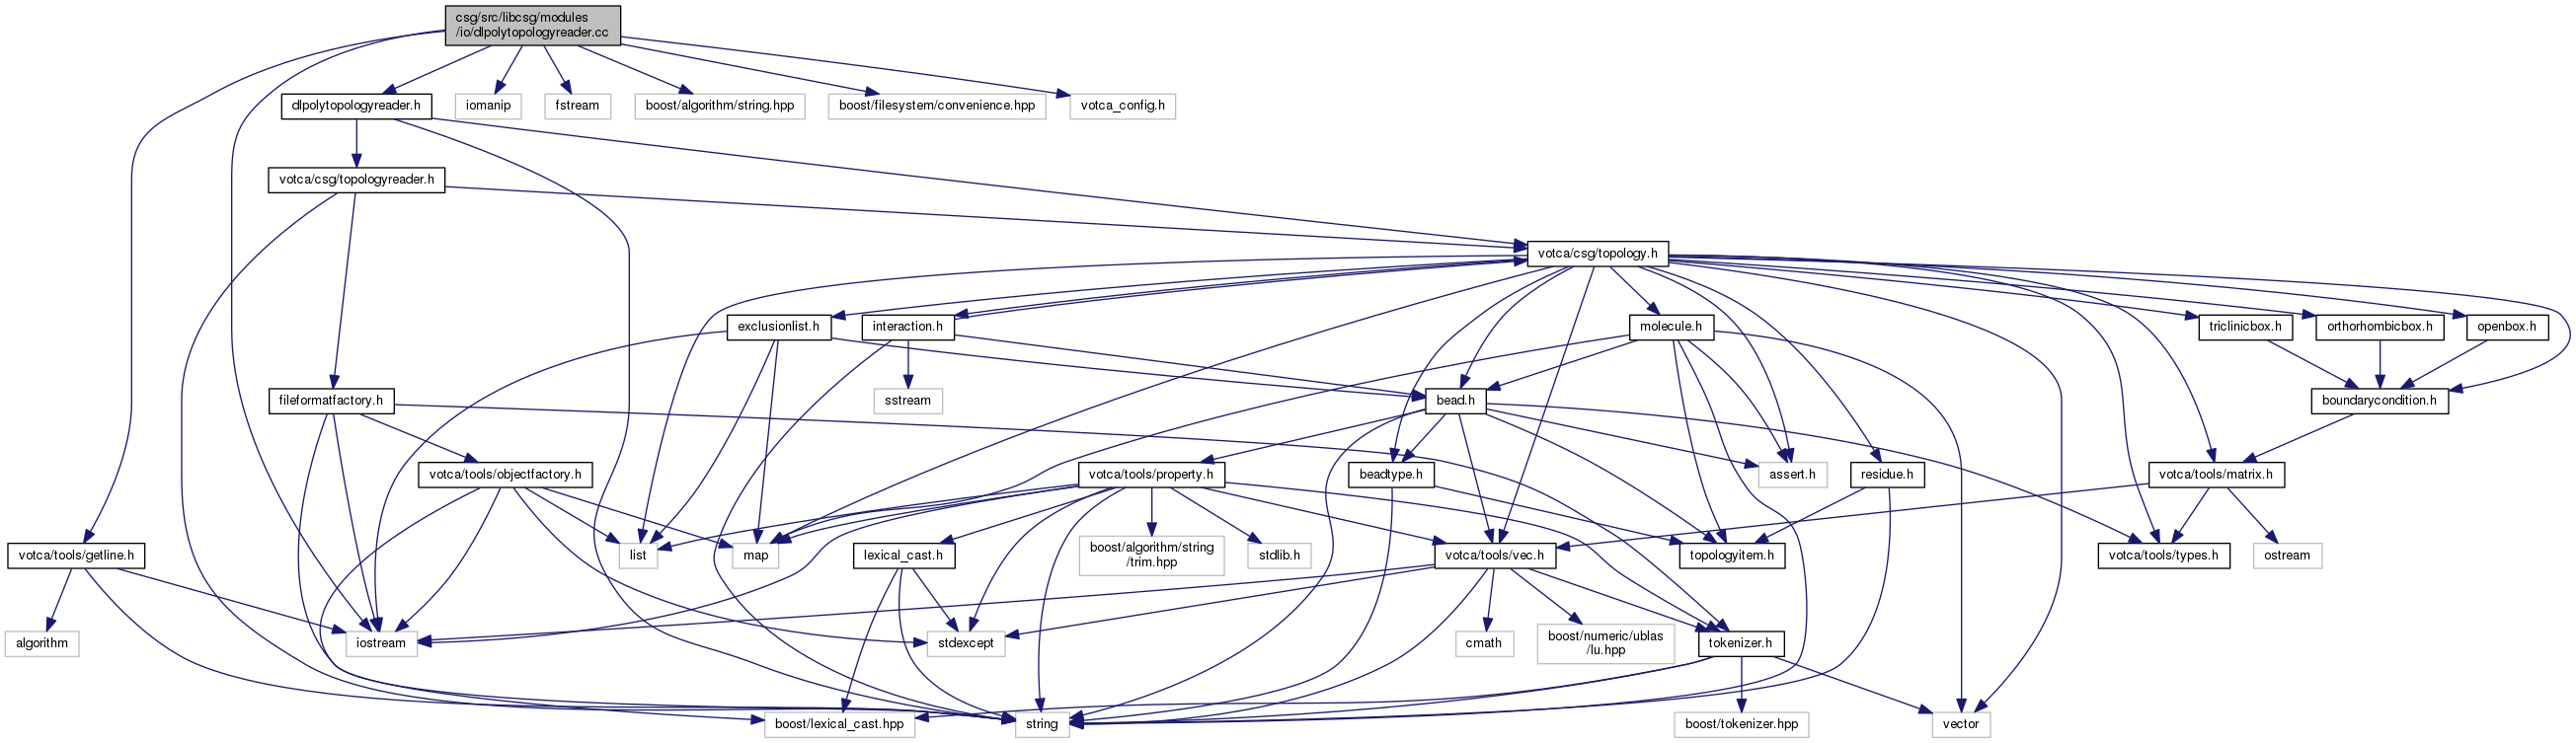 csg/src/libcsg/modules
/io/dlpolytopologyreader.cc
dlpolytopologyreader.h
iomanip
fstream
boost/algorithm/string.hpp
boost/filesystem/convenience.hpp
votca_config.h
votca/csg/topologyreader.h
votca/csg/topology.h
exclusionlist.h
interaction.h
molecule.h
triclinicbox.h
orthorhombicbox.h
openbox.h
fileformatfactory.h
sstream
bead.h
boundarycondition.h
votca/tools/objectfactory.h
votca/tools/property.h
beadtype.h
assert.h
residue.h
votca/tools/matrix.h
votca/tools/getline.h
list
map
lexical_cast.h
boost/algorithm/string
/trim.hpp
stdlib.h
votca/tools/vec.h
topologyitem.h
votca/tools/types.h
ostream
algorithm
iostream
stdexcept
cmath
boost/numeric/ublas
/lu.hpp
tokenizer.h
boost/lexical_cast.hpp
string
boost/tokenizer.hpp
vector